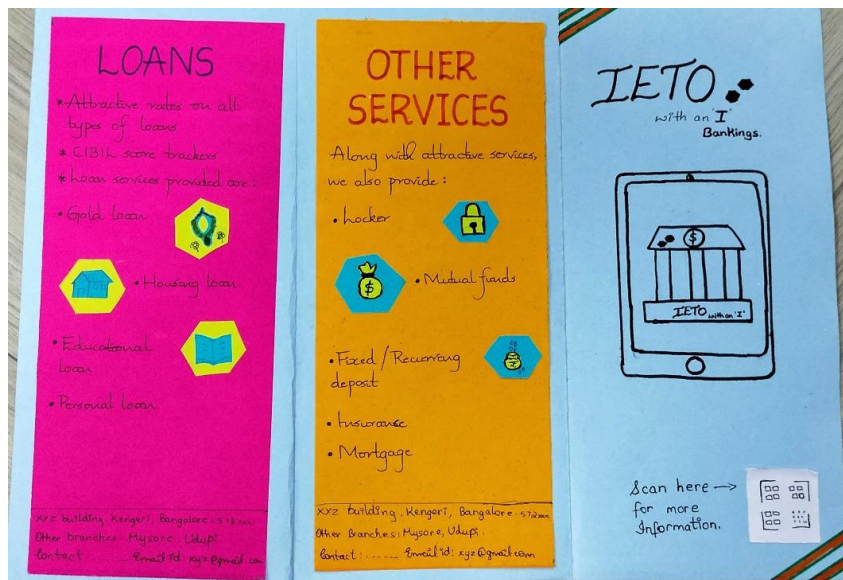 LOANS
* Attractive rates on all
types of loans
* CIBIL score trackers
* Loan services provided are :
• Gold loan
• Housing loan
• Educational
loan
• Personal loan
XYZ building, Kengeri, Bangalore - 572xxx
Other branches: Mysore, Udupi.
Contact : ...... Email id: xyz@gmail.com
OTHER
SERVICES
Along with attractive services,
we also provide :
• Locker
$
• Mutual funds
• Fixed / Recurring
deposit
• Insurance
• Mortgage
XYZ building, Kengeri, Bangalore - 572xxx
Other Branches: Mysore, Udupi.
Contact : ...... Email id: xyz@gmail.com
IETO
with an 'I'
Bankings.
$
IETO with an 'I'
Scan here →
for more
Information.